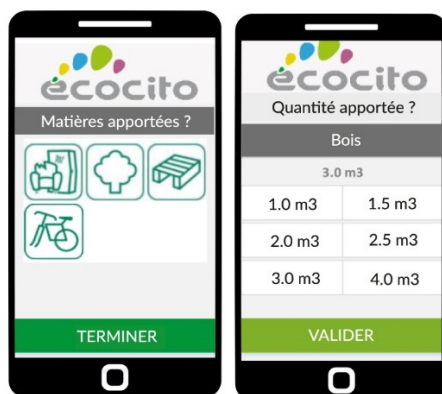 écocito
Matières apportées ?
TERMINER
écocito
Quantité apportée ?
Bois
3.0 m3
1.0 m3 1.5 m3
2.0 m3 2.5 m3
3.0 m3 4.0 m3
VALIDER